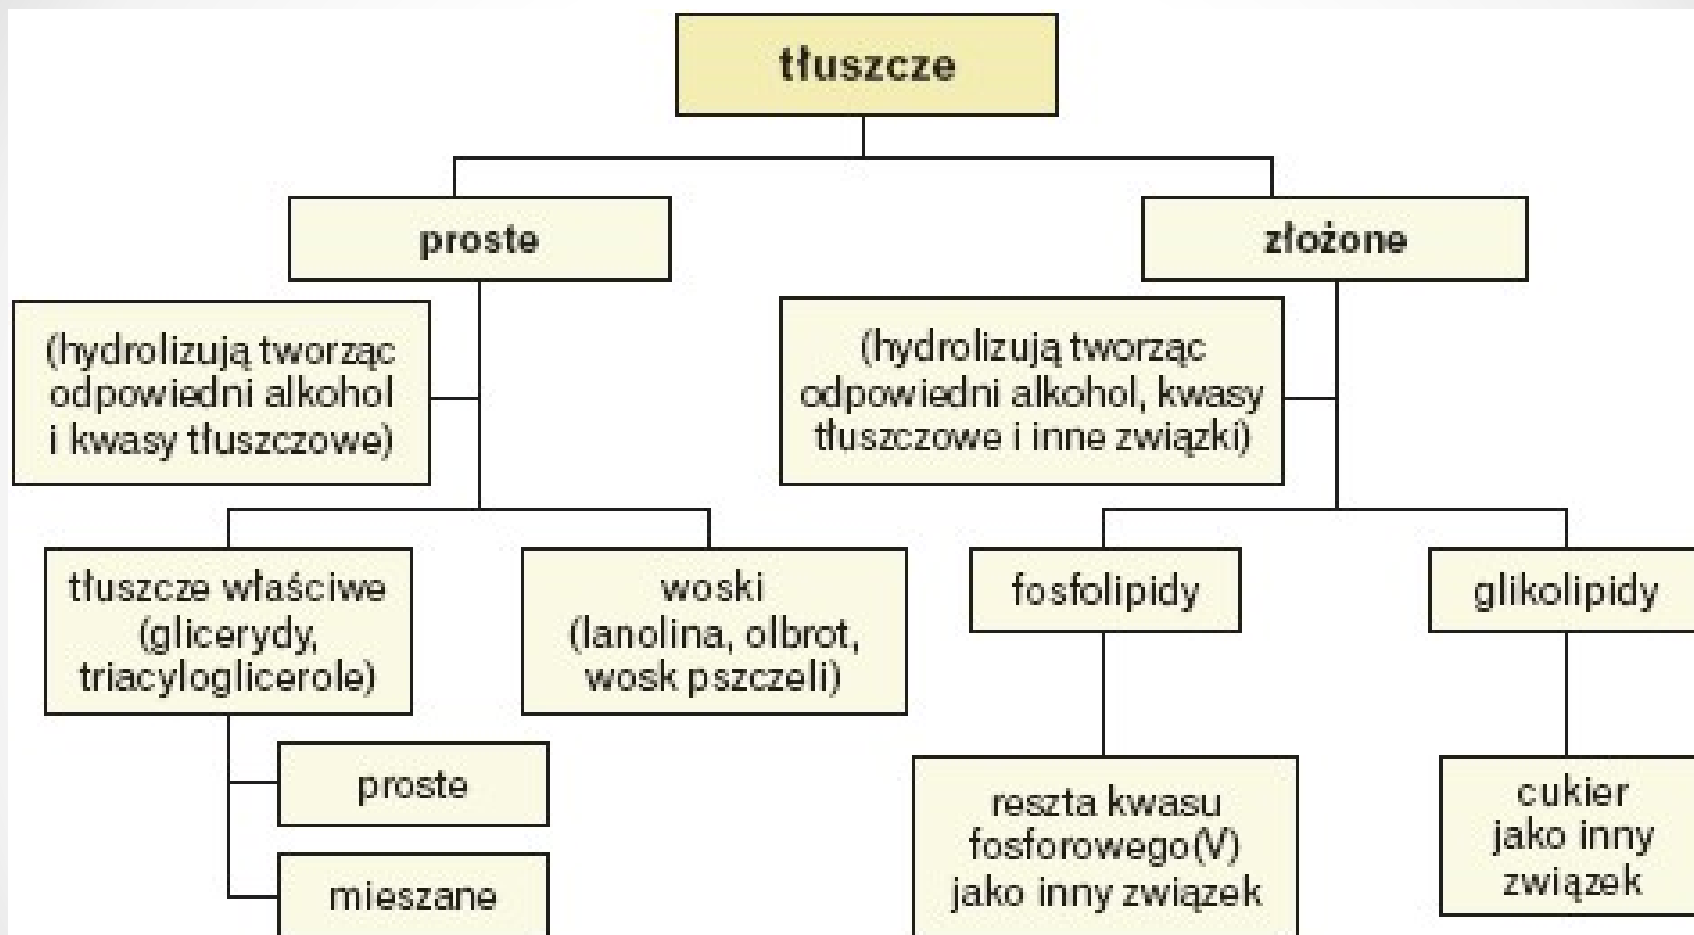 tłuszcze
proste
złożone
(hydrolizują tworząc
odpowiedni alkohol
i kwasy tłuszczowe)
(hydrolizują tworząc
odpowiedni alkohol, kwasy
tłuszczowe i inne związki)
tłuszcze właściwe
(glicerydy,
triacyloglicerole)
woski
(lanolina, olbrot,
wosk pszczeli)
fosfolipidy
glikolipidy
proste
mieszane
reszta kwasu
fosforowego(V)
jako inny związek
cukier
jako inny
związek